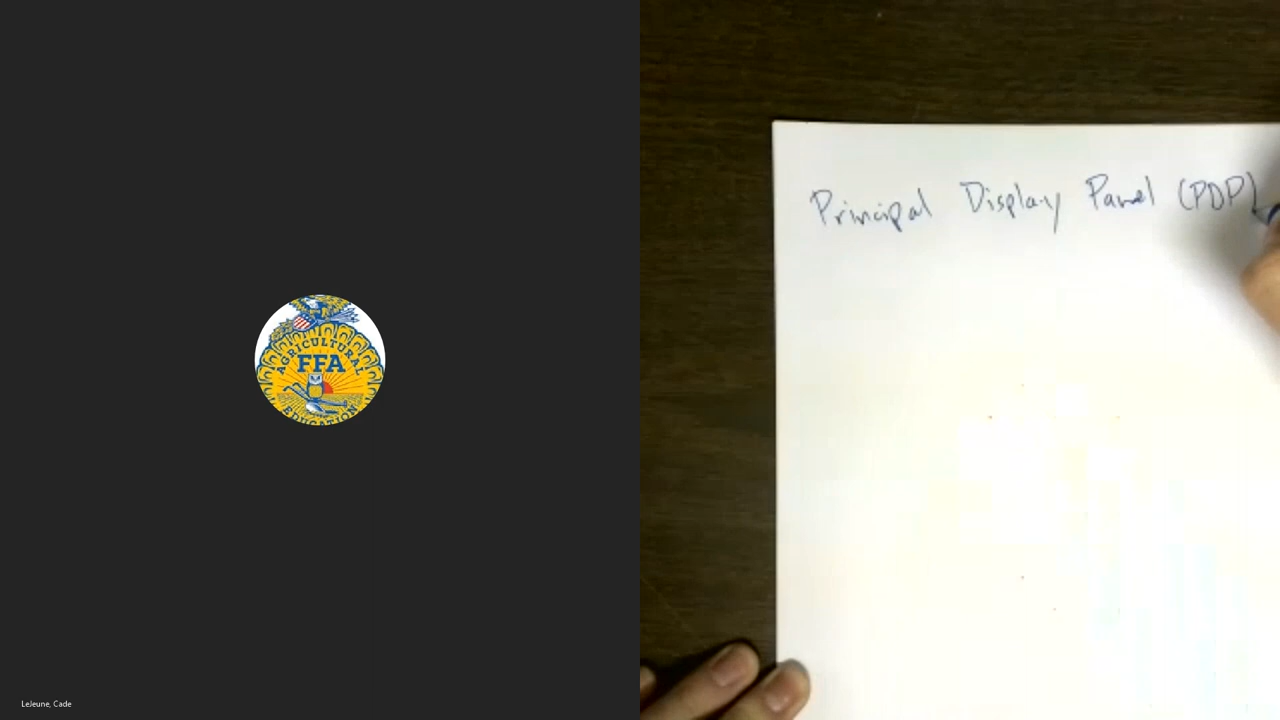 AGRICULTURAL
FFA
EDUCATION
LeJeune, Cade
Principal Display Panel (PDP)